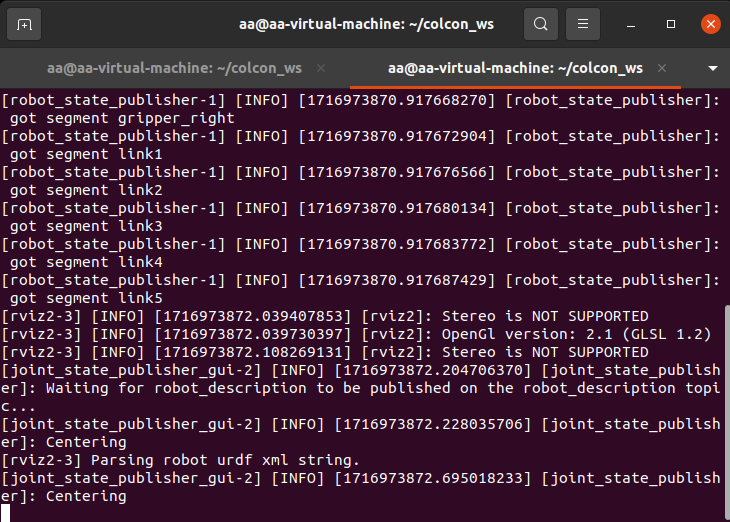 aa@aa-virtual-machine: ~/colcon_ws
aa@aa-virtual-machine: ~/colcon_ws
aa@aa-virtual-machine: ~/colcon_ws
[robot_state_publisher-1] [INFO] [1716973870.917668270] [robot_state_publisher]:
 got segment gripper_right
[robot_state_publisher-1] [INFO] [1716973870.917672904] [robot_state_publisher]:
 got segment link1
[robot_state_publisher-1] [INFO] [1716973870.917676566] [robot_state_publisher]:
 got segment link2
[robot_state_publisher-1] [INFO] [1716973870.917680134] [robot_state_publisher]:
 got segment link3
[robot_state_publisher-1] [INFO] [1716973870.917683772] [robot_state_publisher]:
 got segment link4
[robot_state_publisher-1] [INFO] [1716973870.917687429] [robot_state_publisher]:
 got segment link5
[rviz2-3] [INFO] [1716973872.039407853] [rviz2]: Stereo is NOT SUPPORTED
[rviz2-3] [INFO] [1716973872.039730397] [rviz2]: OpenGl version: 2.1 (GLSL 1.2)
[rviz2-3] [INFO] [1716973872.108269131] [rviz2]: Stereo is NOT SUPPORTED
[joint_state_publisher_gui-2] [INFO] [1716973872.204706370] [joint_state_publish
er]: Waiting for robot_description to be published on the robot_description topi
c...
[joint_state_publisher_gui-2] [INFO] [1716973872.228035706] [joint_state_publish
er]: Centering
[rviz2-3] Parsing robot urdf xml string.
[joint_state_publisher_gui-2] [INFO] [1716973872.695018233] [joint_state_publish
er]: Centering